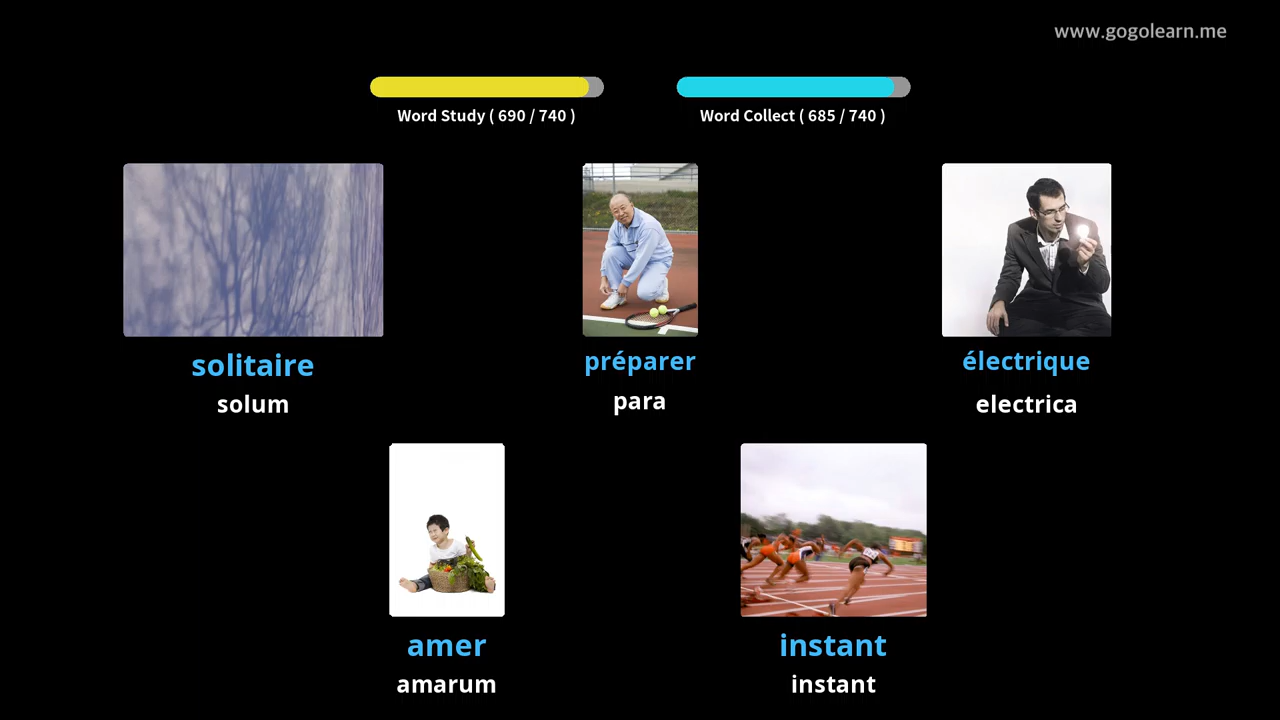 www.gogolearn.me
Word Study ( 690 / 740 )
Word Collect ( 685 / 740 )
solitaire
solum
préparer
para
électrique
electrica
amer
amarum
instant
instant